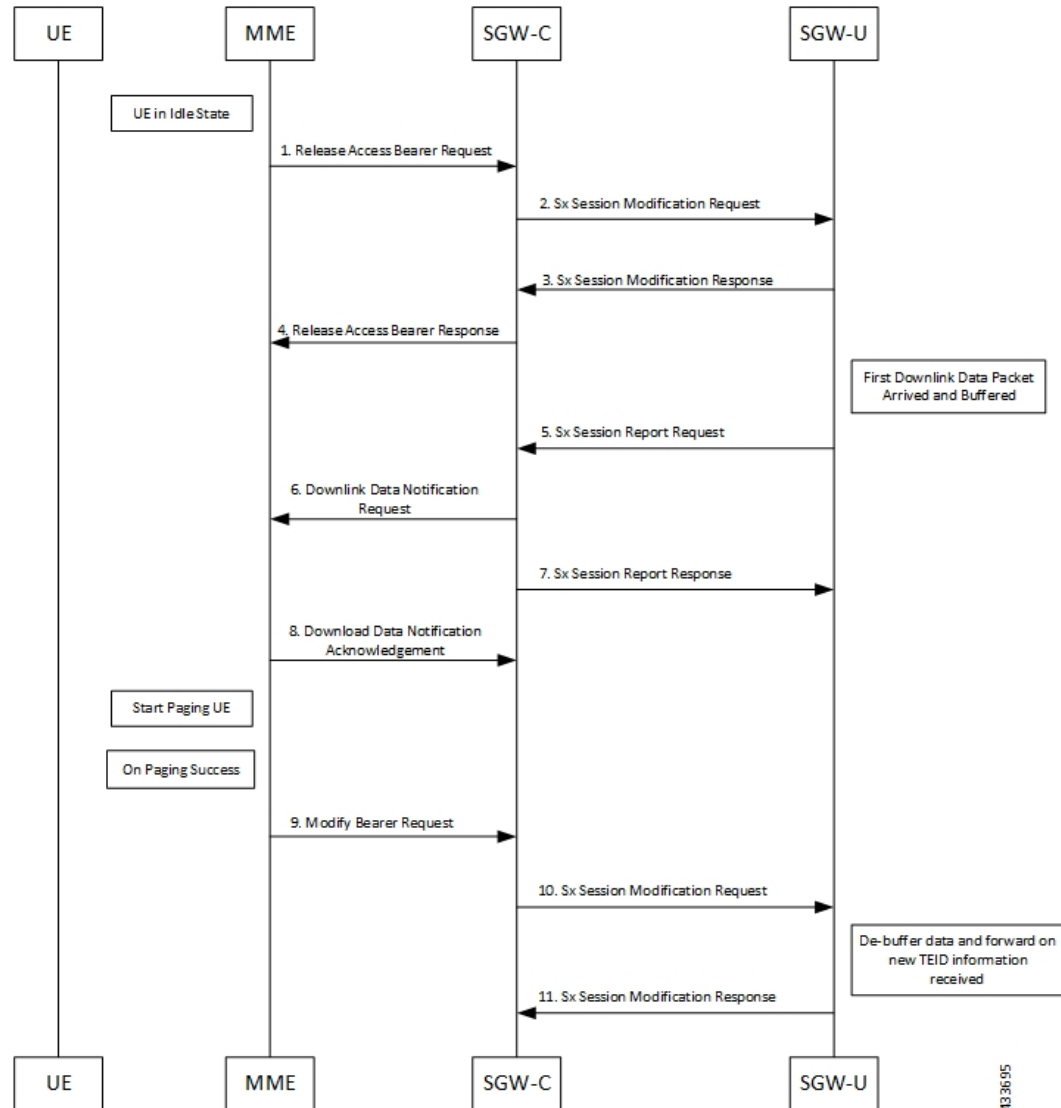 UE
MME
SGW-C
SGW-U
UE in Idle State
1. Release Access Bearer Request
2. Sx Session Modification Request
3. Sx Session Modification Response
4. Release Access Bearer Response
First Downlink Data Packet
Arrived and Buffered
5. Sx Session Report Request
6. Downlink Data Notification
Request
7. Sx Session Report Response
8. Download Data Notification
Acknowledgement
Start Paging UE
On Paging Success
9. Modify Bearer Request
10. Sx Session Modification Request
De-buffer data and forward on
new TEID information
received
11. Sx Session Modification Response
UE
MME
SGW-C
SGW-U
433695